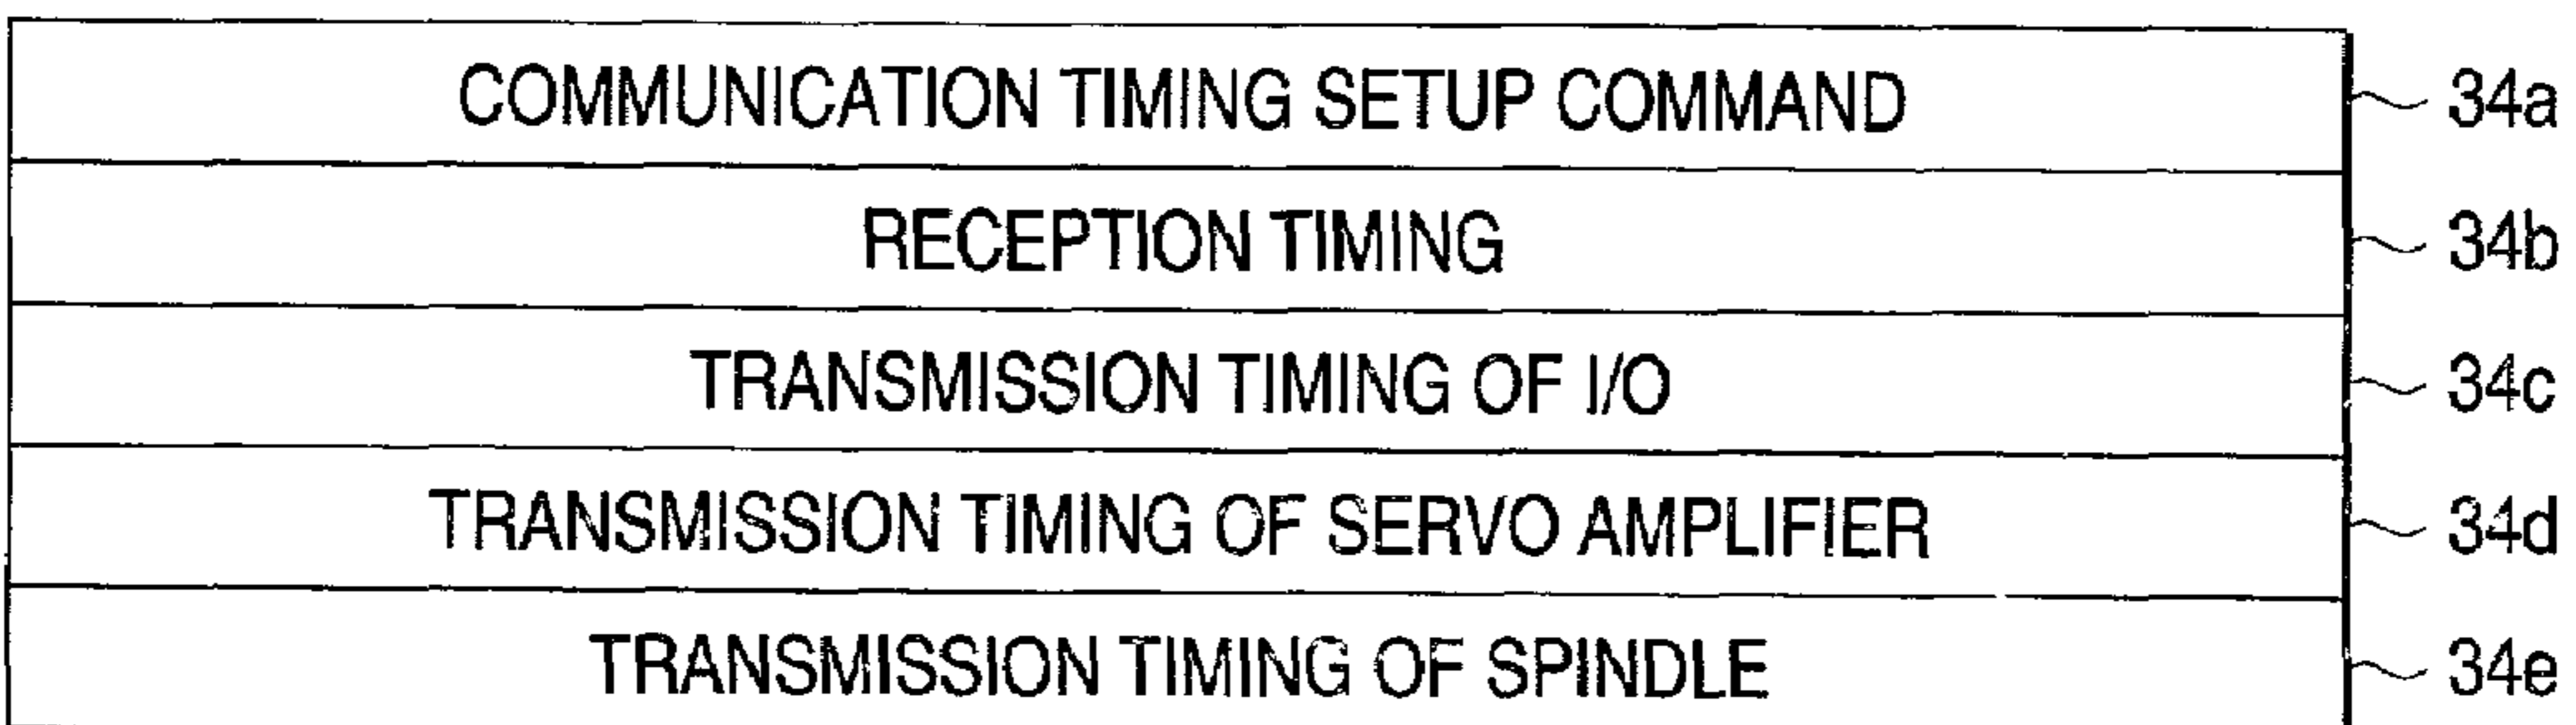 COMMUNICATION TIMING SETUP COMMAND 34a
RECEPTION TIMING 34b
TRANSMISSION TIMING OF I/O 34c
TRANSMISSION TIMING OF SERVO AMPLIFIER 34d
TRANSMISSION TIMING OF SPINDLE 34e